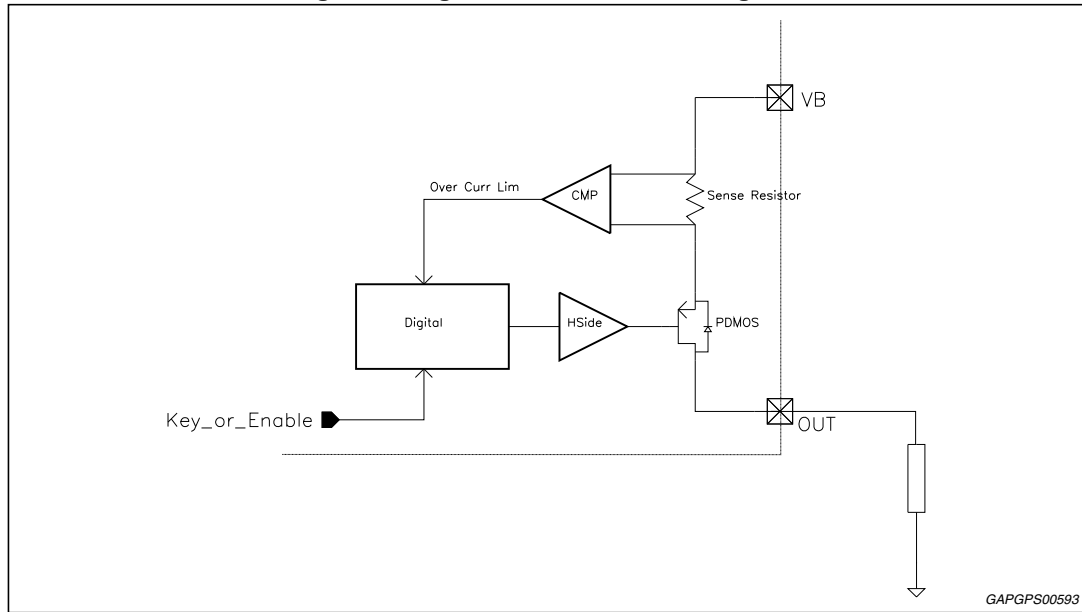 VB
Over Curr Lim
CMP
Sense Resistor
Digital
HSide
PDMOS
Key_or_Enable
OUT
GAPGPS00593